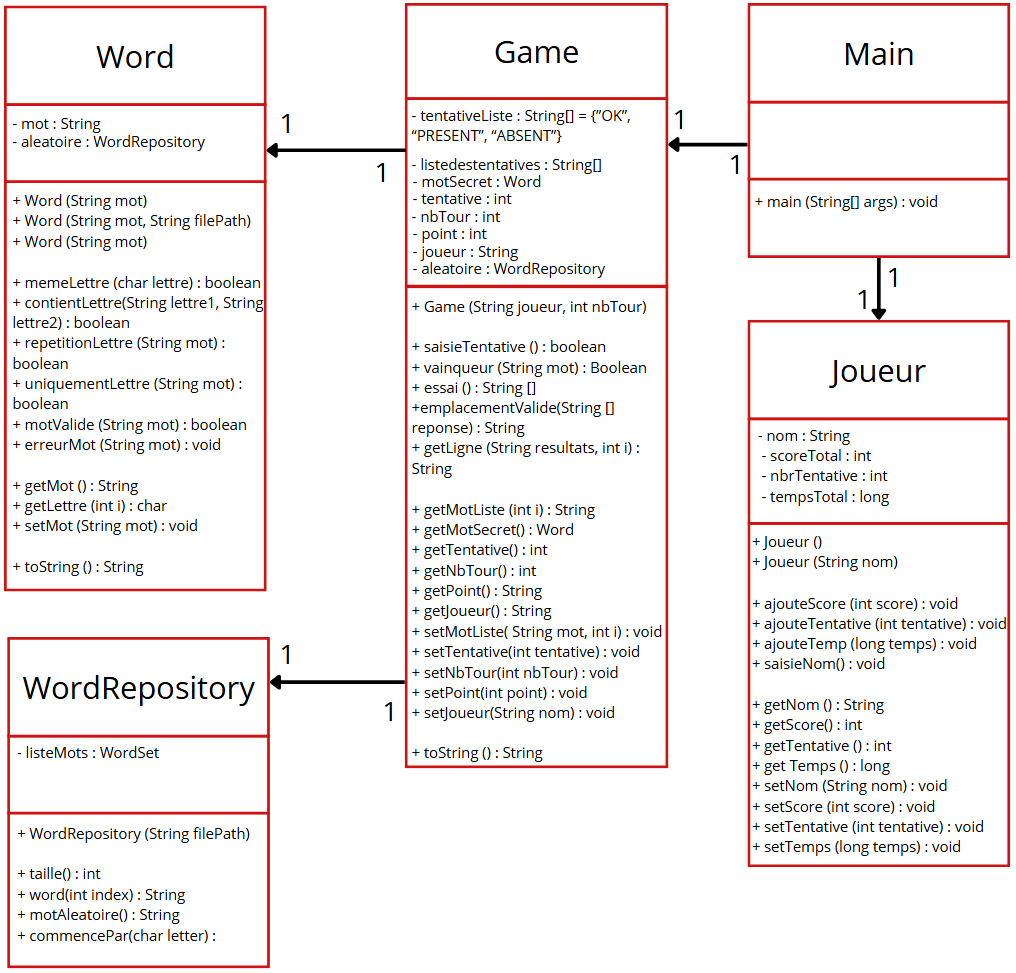 Word
- mot : String
- aleatoire : WordRepository
+ Word (String mot)
+ Word (String mot, String filePath)
+ Word (String mot)
+ memeLettre (char lettre) : boolean
+ contientLettre(String lettre1, String
lettre2) : boolean
+ repetitionLettre (String mot) :
boolean
+ uniquementLettre (String mot) :
boolean
+ motValide (String mot) : boolean
+ erreurMot (String mot) : void
+ getMot () : String
+ getLettre (int i) : char
+ setMot (String mot) : void
+ toString () : String
1
1
Game
- tentativeListe : String[] = {”OK”,
“PRESENT”, “ABSENT”}
- listedestentatives : String[]
- motSecret : Word
- tentative : int
- nbTour : int
- point : int
- joueur : String
- aleatoire : WordRepository
+ Game (String joueur, int nbTour)
+ saisieTentative () : boolean
+ vainqueur (String mot) : Boolean
+ essai () : String []
+emplacementValide(String []
reponse) : String
+ getLigne (String resultats, int i) :
String
+ getMotListe (int i) : String
+ getMotSecret() : Word
+ getTentative() : int
+ getNbTour() : int
+ getPoint() : String
+ getJoueur() : String
+ setMotListe( String mot, int i) : void
+ setTentative(int tentative) : void
+ setNbTour(int nbTour) : void
+ setPoint(int point) : void
+ setJoueur(String nom) : void
+ toString () : String
1
1
Main
+ main (String[] args) : void
1
1
Joueur
- nom : String
- scoreTotal : int
- nbrTentative : int
- tempsTotal : long
+ Joueur ()
+ Joueur (String nom)
+ ajouteScore (int score) : void
+ ajouteTentative (int tentative) : void
+ ajouteTemp (long temps) : void
+ saisieNom() : void
+ getNom () : String
+ getScore() : int
+ getTentative () : int
+ get Temps () : long
+ setNom (String nom) : void
+ setScore (int score) : void
+ setTentative (int tentative) : void
+ setTemps (long temps) : void
WordRepository
- listeMots : WordSet
+ WordRepository (String filePath)
+ taille() : int
+ word(int index) : String
+ motAleatoire() : String
+ commencePar(char letter) :
1
1